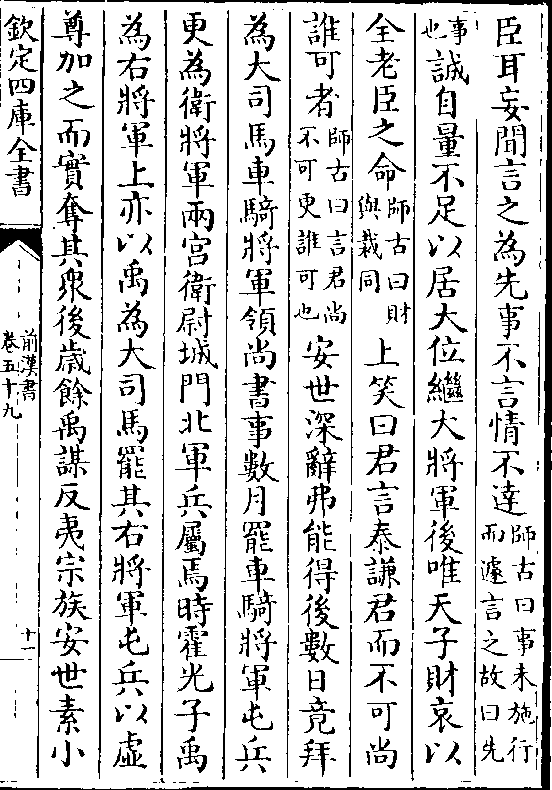 臣耳妄聞言之為先事不言情不達師古曰事未施行而遽言之故曰先
事也誠自量不足以居大位繼大將軍後唯天子財哀以
全老臣之命師古曰財與裁同上笑曰君言泰謙君而不可尚
誰可者師古曰言君尚不可更誰可也安世深辭弗能得後數日竟拜
為大司馬車騎將軍領尚書事數月罷車騎將軍屯兵
更為衛將軍兩宮衛尉城門北軍兵屬焉時霍光子禹
為右將軍上亦以禹為大司馬罷其右將軍屯兵以虛
尊加之而實奪其衆後歲餘禹謀反夷宗族安世素小
欽定四庫全書
前漢書
卷五十九
十一